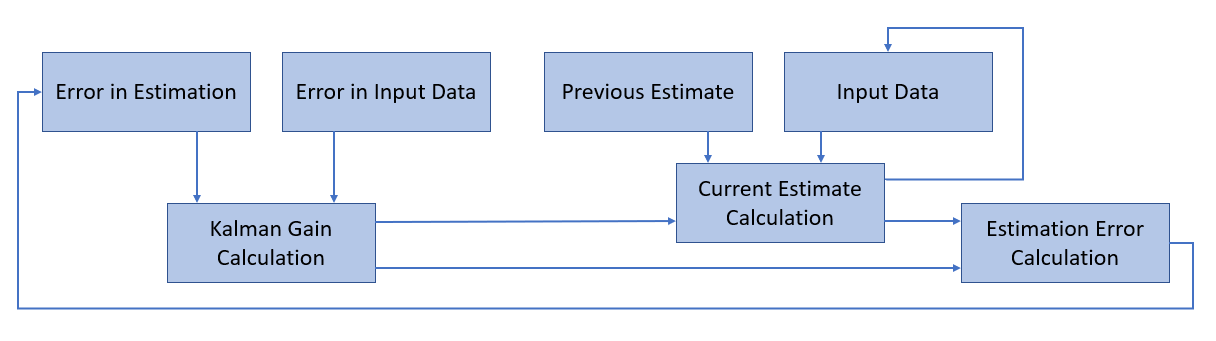 Error in Estimation
Error in Input Data
Previous Estimate
Input Data
Current Estimate
Calculation
Kalman Gain
Calculation
Estimation Error
Calculation